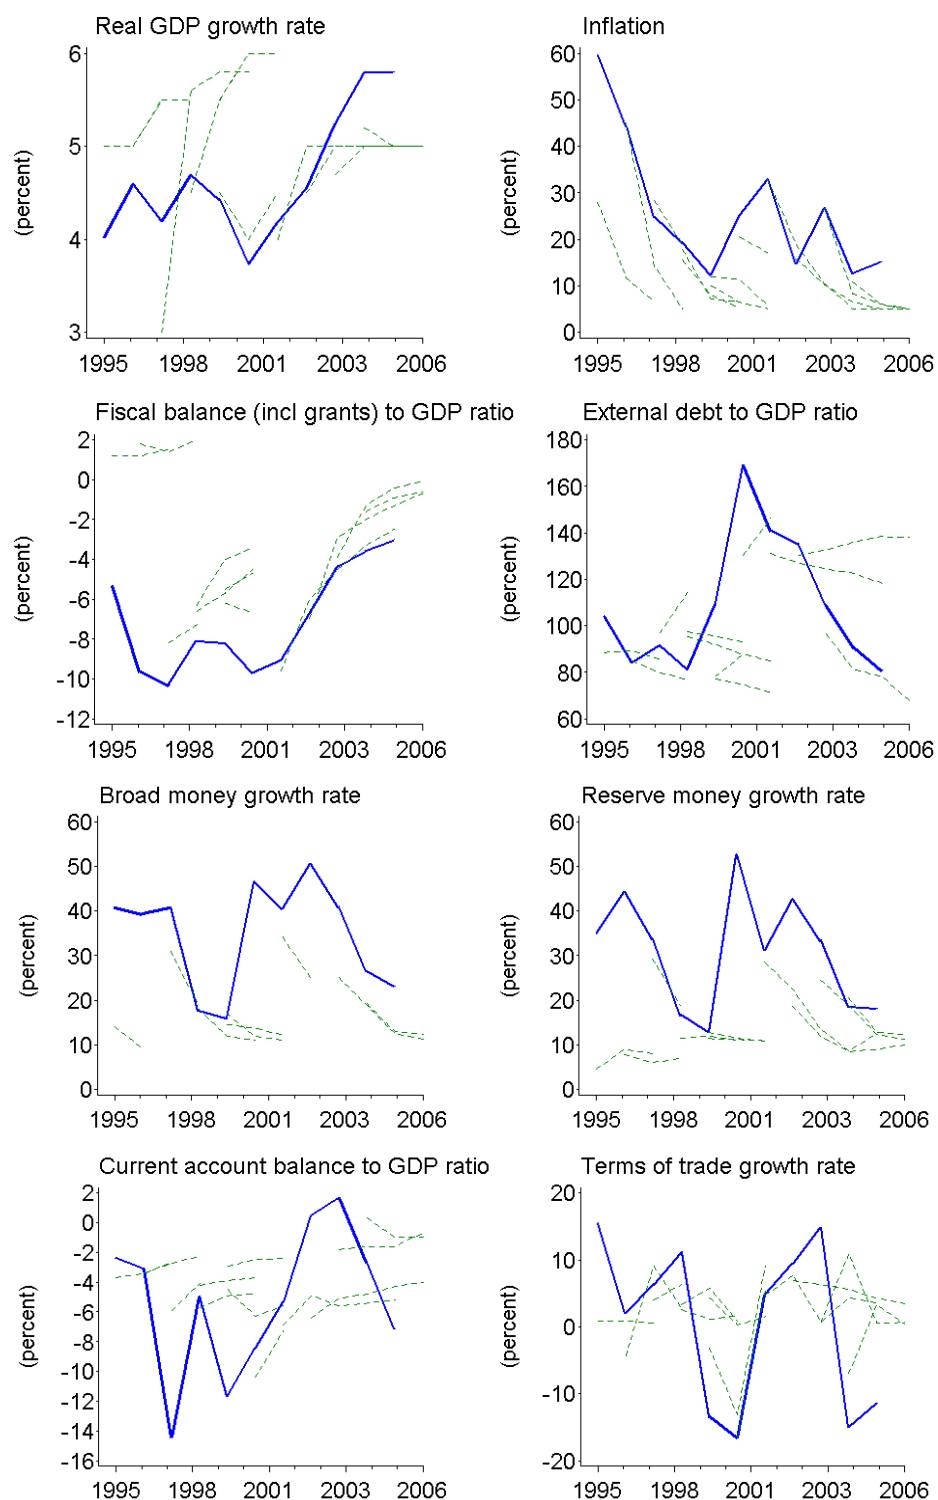 Real GDP growth rate
Inflation
(percent)
6
5
4
3
1995 1998 2001 2003 2006
(percent)
60
50
40
30
20
10
0
1995 1998 2001 2003 2006
Fiscal balance (incl grants) to GDP ratio
External debt to GDP ratio
(percent)
2
0
-2
-4
-6
-8
-10
-12
1995 1998 2001 2003 2006
(percent)
180
160
140
120
100
80
60
1995 1998 2001 2003 2006
Broad money growth rate
Reserve money growth rate
(percent)
60
50
40
30
20
10
0
1995 1998 2001 2003 2006
(percent)
60
50
40
30
20
10
0
1995 1998 2001 2003 2006
Current account balance to GDP ratio
Terms of trade growth rate
(percent)
2
0
-2
-4
-6
-8
-10
-12
-14
-16
1995 1998 2001 2003 2006
(percent)
20
10
0
-10
-20
1995 1998 2001 2003 2006